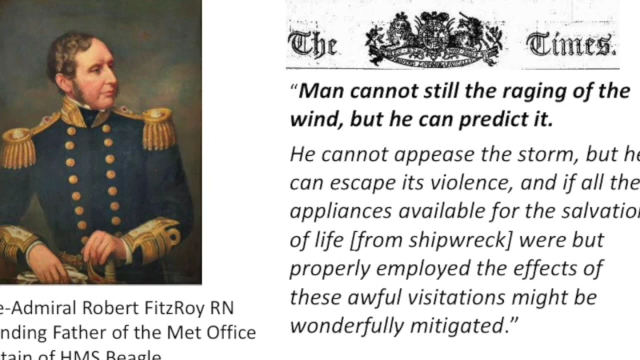 The Times.
“Man cannot still the raging of the
wind, but he can predict it.
He cannot appease the storm, but he
can escape its violence, and if all the
appliances available for the salvation
of life [from shipwreck] were but
properly employed the effects of
these awful visitations might be
wonderfully mitigated.”
e-Admiral Robert FitzRoy RN
nding Father of the Met Office
tain of HMS Beagle